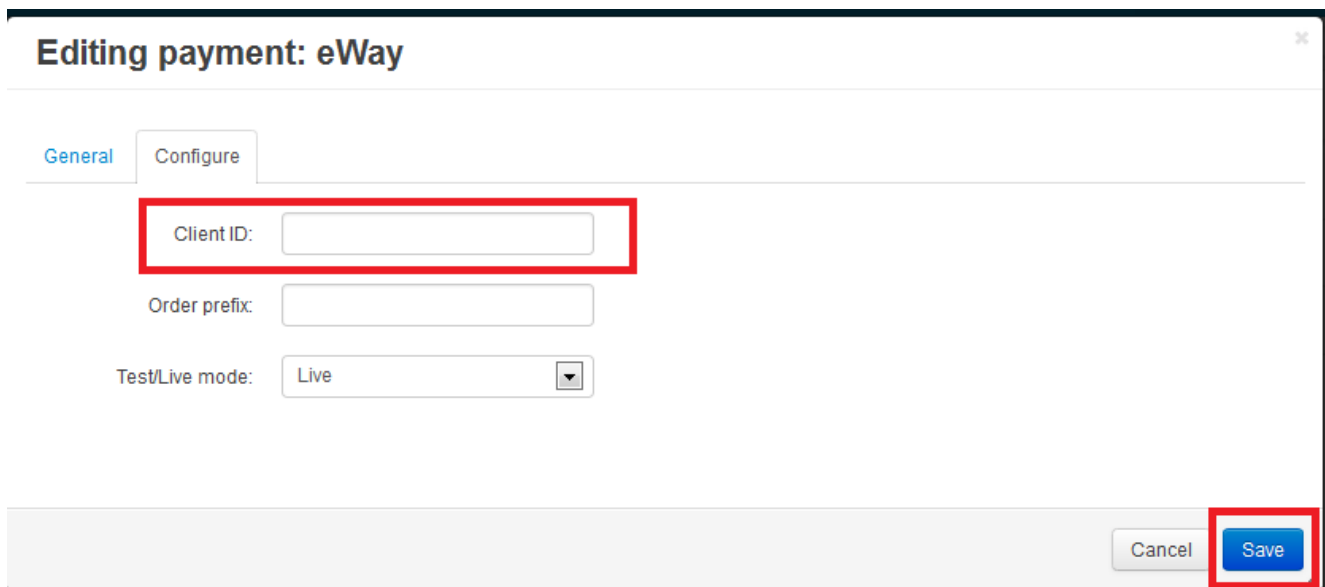 Editing payment: eWay
General Configure
Client ID:
Order prefix:
Test/Live mode: Live
Cancel Save